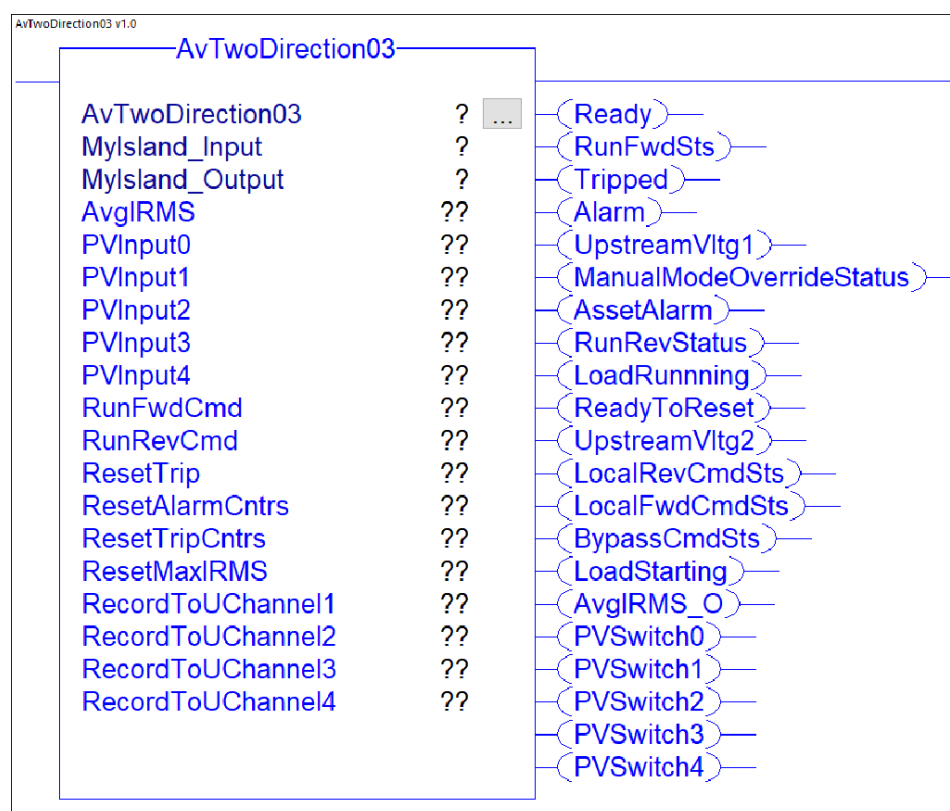 AvTwoDirection03 v1.0
AvTwoDirection03
AvTwoDirection03 ? ... Ready
MyIsland_Input ? RunFwdSts
MyIsland_Output ? Tripped
AvgIRMS ?? Alarm
PVInput0 ?? UpstreamVltg1
PVInput1 ?? ManualModeOverrideStatus
PVInput2 ?? AssetAlarm
PVInput3 ?? RunRevStatus
PVInput4 ?? LoadRunnning
RunFwdCmd ?? ReadyToReset
RunRevCmd ?? UpstreamVltg2
ResetTrip ?? LocalRevCmdSts
ResetAlarmCntrs ?? LocalFwdCmdSts
ResetTripCntrs ?? BypassCmdSts
ResetMaxIRMS ?? LoadStarting
RecordToUChannel1 ?? AvgIRMS_O
RecordToUChannel2 ?? PVSwitch0
RecordToUChannel3 ?? PVSwitch1
RecordToUChannel4 ?? PVSwitch2
PVSwitch3
PVSwitch4